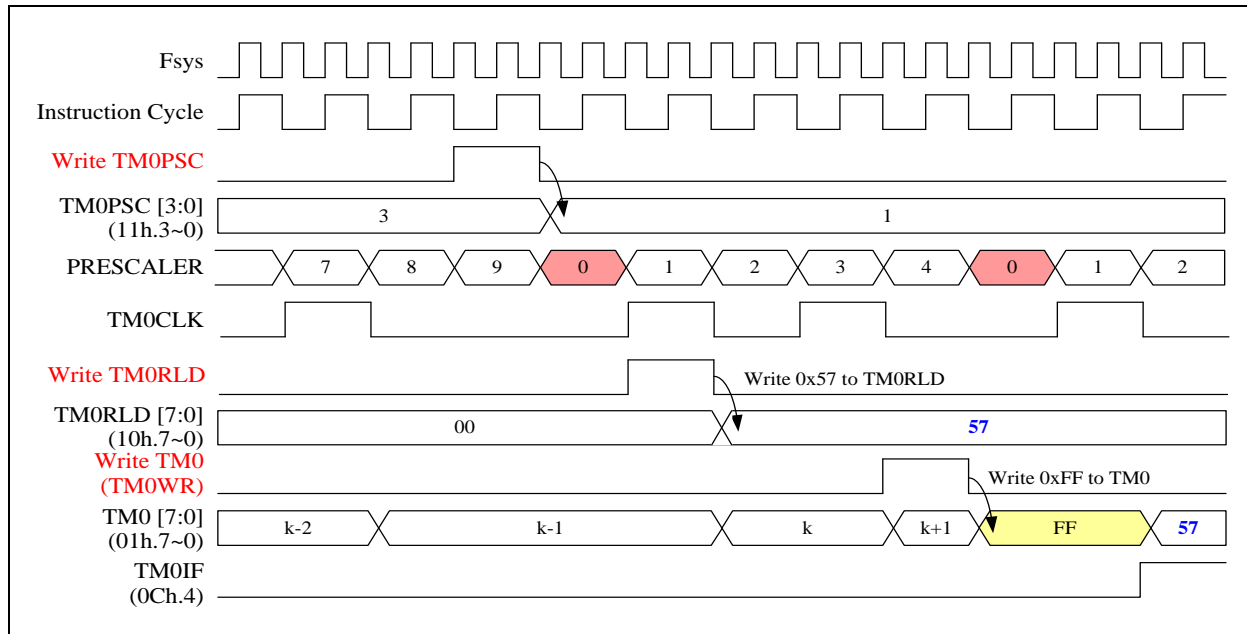 Fsys
Instruction Cycle
Write TM0PSC
TM0PSC [3:0]
(11h.3~0)
3
1
PRESCALER
7
8
9
0
1
2
3
4
0
1
2
TM0CLK
Write TM0RLD
Write 0x57 to TM0RLD
TM0RLD [7:0]
(10h.7~0)
00
57
Write TM0
(TM0WR)
Write 0xFF to TM0
TM0 [7:0]
(01h.7~0)
k-2
k-1
k
k+1
FF
57
TM0IF
(0Ch.4)